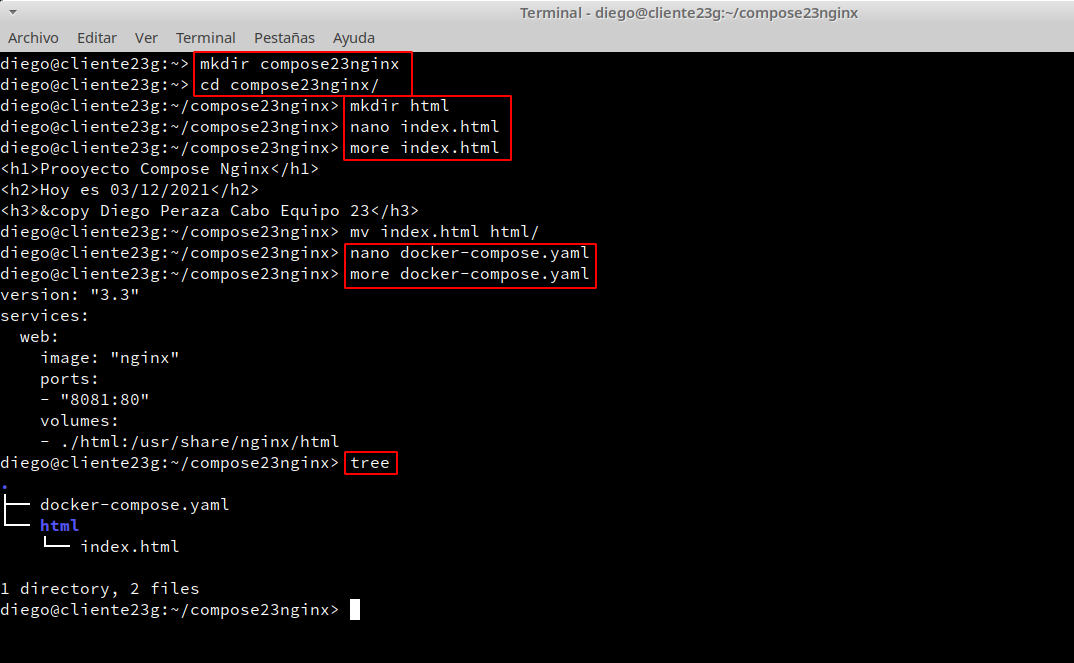 Terminal - diego@cliente23g:~/compose23nginx
Archivo Editar Ver Terminal Pestañas Ayuda
diego@cliente23g:~> mkdir compose23nginx
diego@cliente23g:~> cd compose23nginx/
diego@cliente23g:~/compose23nginx> mkdir html
diego@cliente23g:~/compose23nginx> nano index.html
diego@cliente23g:~/compose23nginx> more index.html
<h1>Prooyecto Compose Nginx</h1>
<h2>Hoy es 03/12/2021</h2>
<h3>&copy Diego Peraza Cabo Equipo 23</h3>
diego@cliente23g:~/compose23nginx> mv index.html html/
diego@cliente23g:~/compose23nginx> nano docker-compose.yaml
diego@cliente23g:~/compose23nginx> more docker-compose.yaml
version: "3.3"
services:
  web:
    image: "nginx"
    ports:
    - "8081:80"
    volumes:
    - ./html:/usr/share/nginx/html
diego@cliente23g:~/compose23nginx> tree
.
├── docker-compose.yaml
└── html
    └── index.html

1 directory, 2 files
diego@cliente23g:~/compose23nginx>